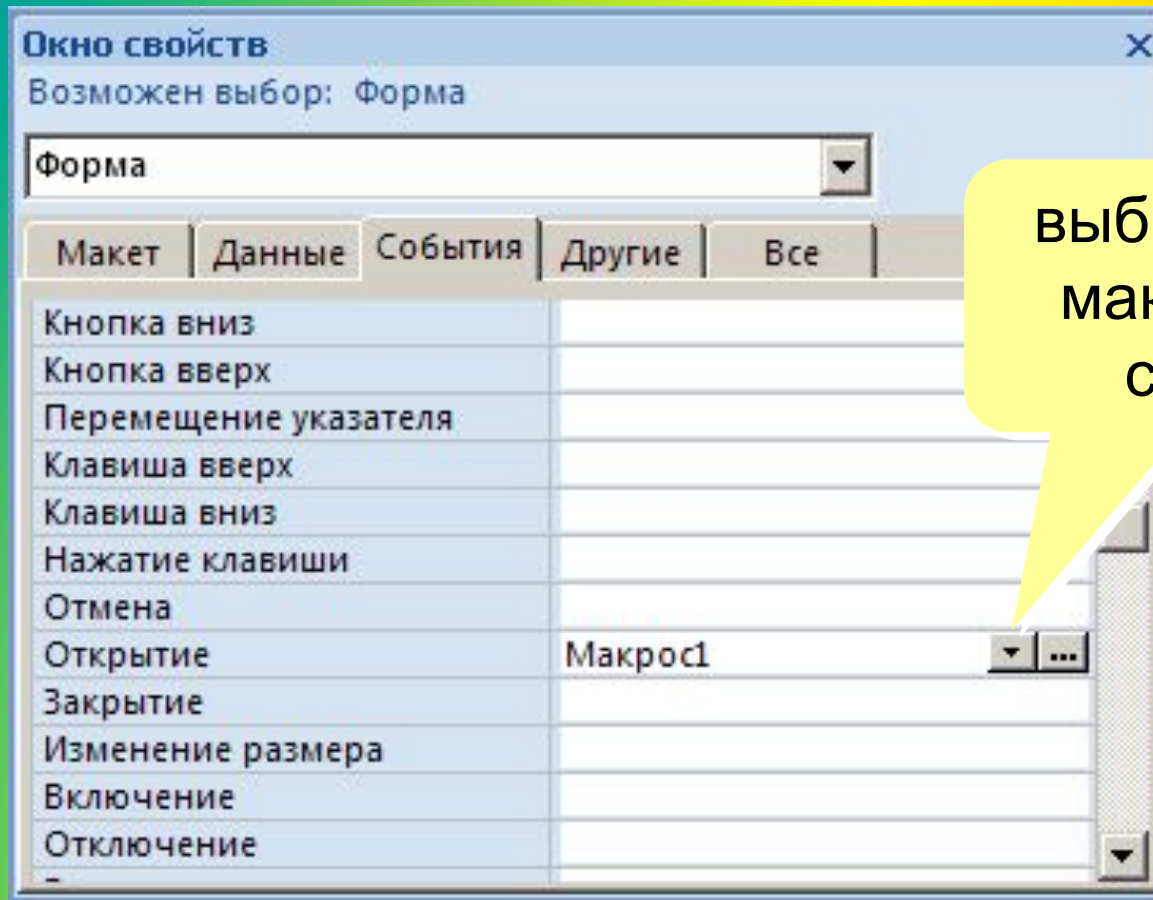 Окно свойств
Возможен выбор: Форма
Форма
Макет Данные События Другие Все
Кнопка вниз
Кнопка вверх
Перемещение указателя
Клавиша вверх
Клавиша вниз
Нажатие клавиши
Отмена
Открытие Макрос1
Закрытие
Изменение размера
Включение
Отключение